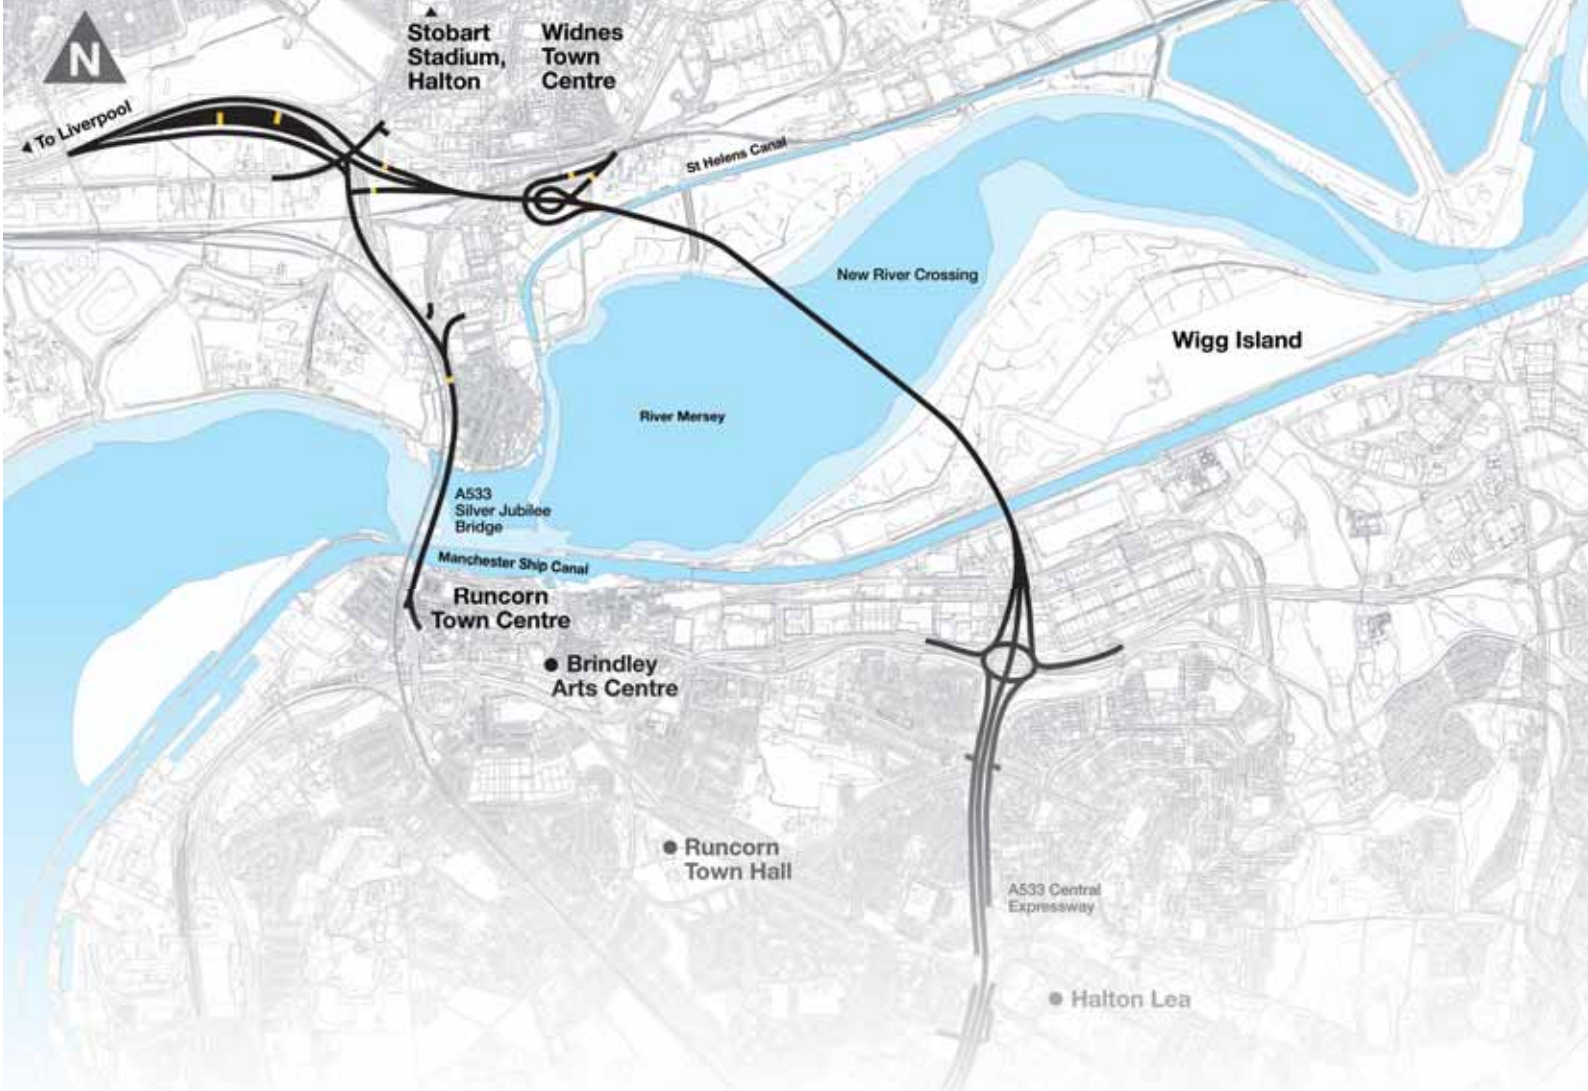 N
Stobart
Stadium,
Halton
Widnes
Town
Centre
To Liverpool
St Helens Canal
New River Crossing
Wigg Island
River Mersey
A533
Silver Jubilee
Bridge
Manchester Ship Canal
Runcorn
Town Centre
Brindley
Arts Centre
Runcorn
Town Hall
A533 Central
Expressway
Halton Lea